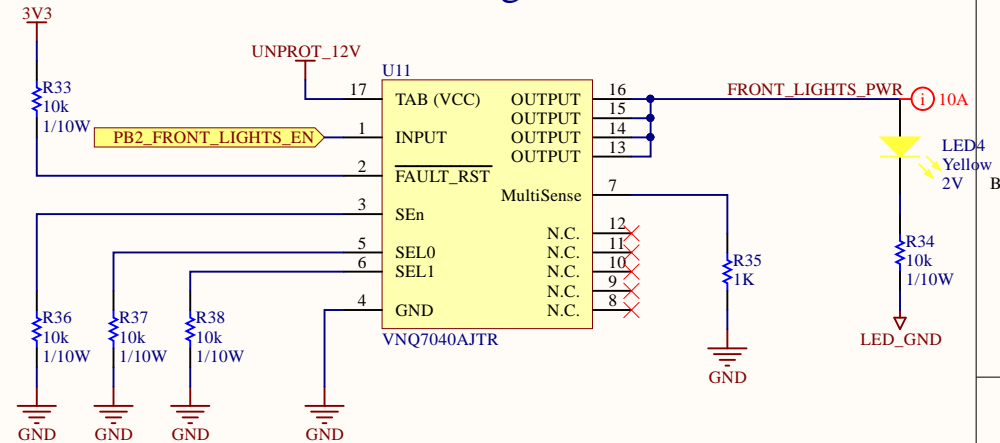 3V3
R33
10k
1/10W
UNPROT_12V
PB2_FRONT_LIGHTS_EN
U11
17 TAB (VCC)
1 INPUT
2 FAULT_RST
3 SEn
5 SEL0
6 SEL1
4 GND
OUTPUT 16
OUTPUT 15
OUTPUT 14
OUTPUT 13
MultiSense 7
N.C. 12
N.C. 11
N.C. 10
N.C. 9
N.C. 8
VNQ7040AJTR
FRONT_LIGHTS_PWR
i 10A
LED4
Yellow
2V
B
R34
10k
1/10W
LED_GND
R35
1K
GND
R36
10k
1/10W
GND
R37
10k
1/10W
GND
R38
10k
1/10W
GND
GND